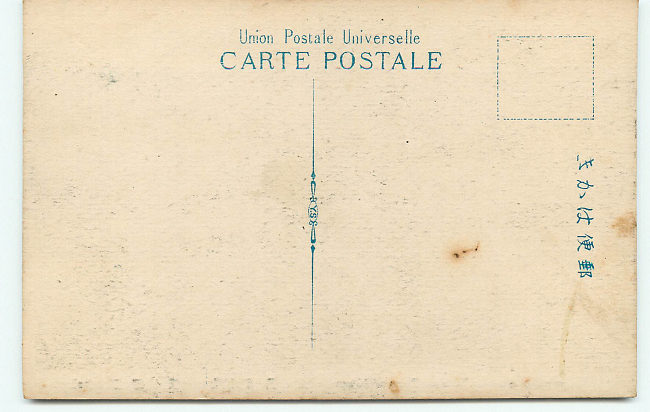 Union Postale Universelle
CARTE POSTALE
郵便はかき